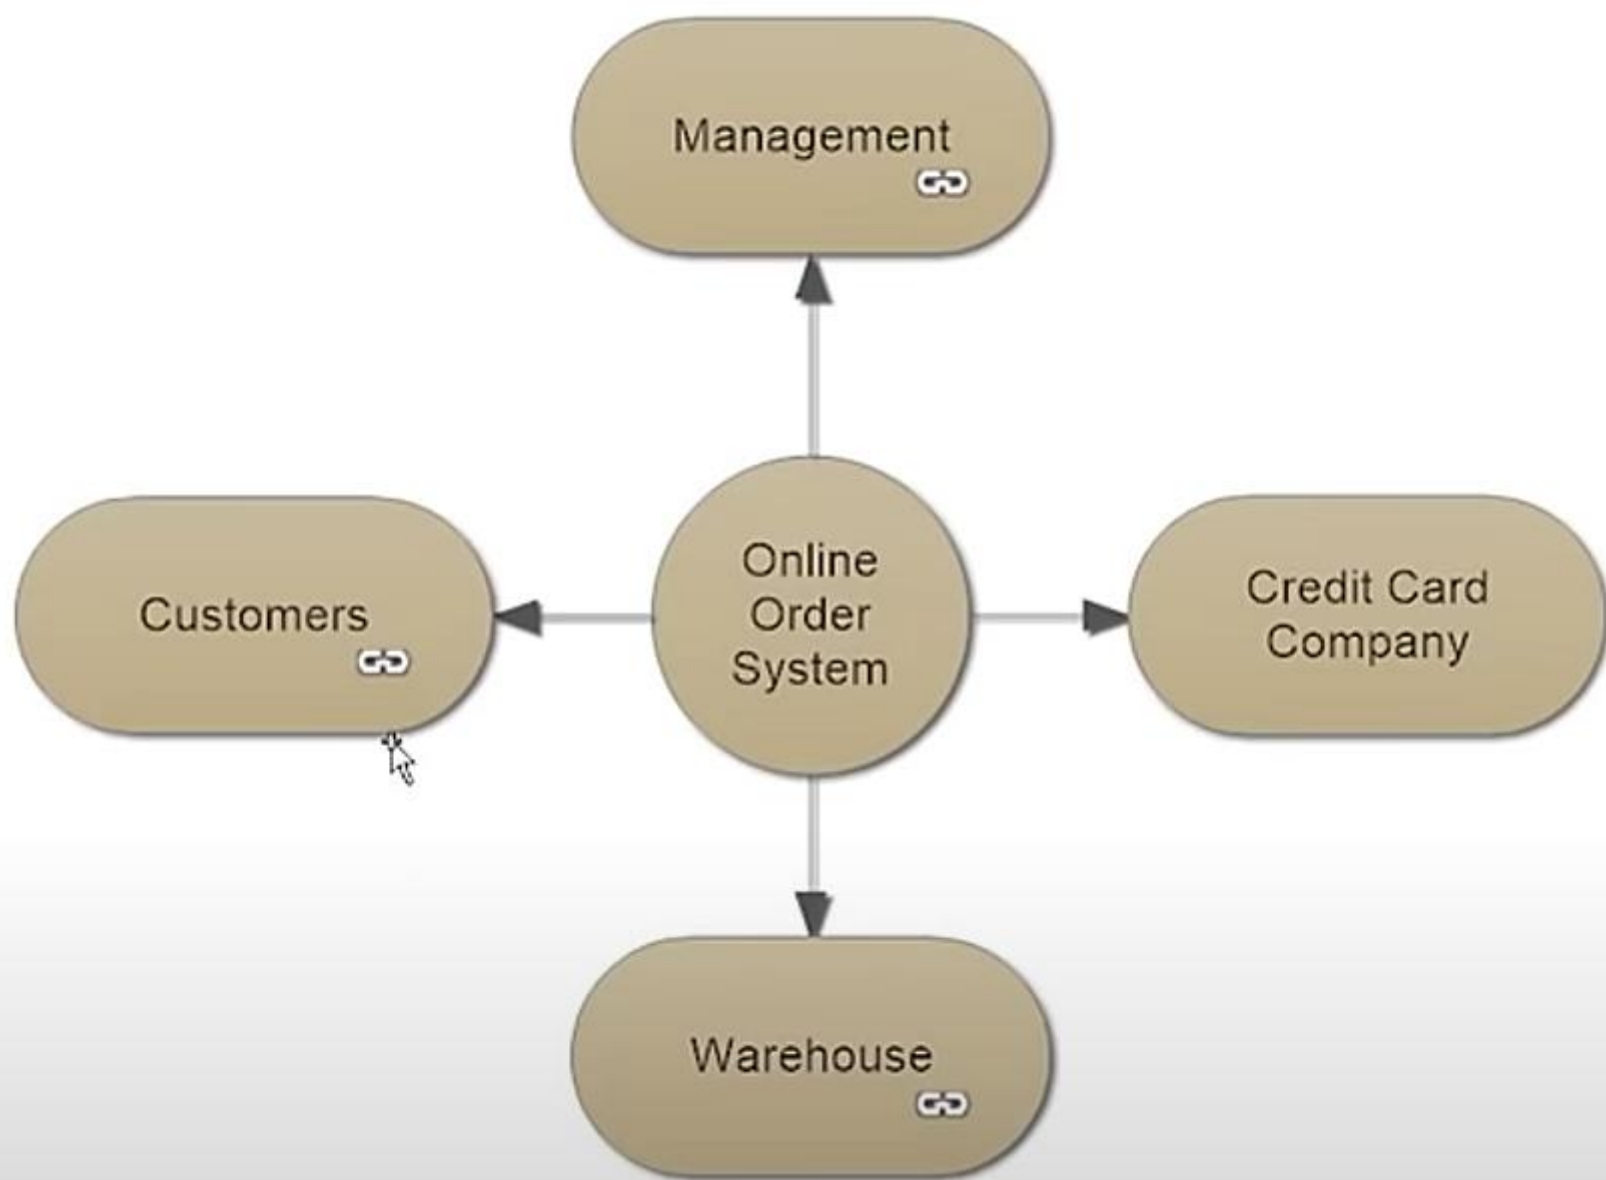 Management
Customers
Online
Order
System
Credit Card
Company
Warehouse